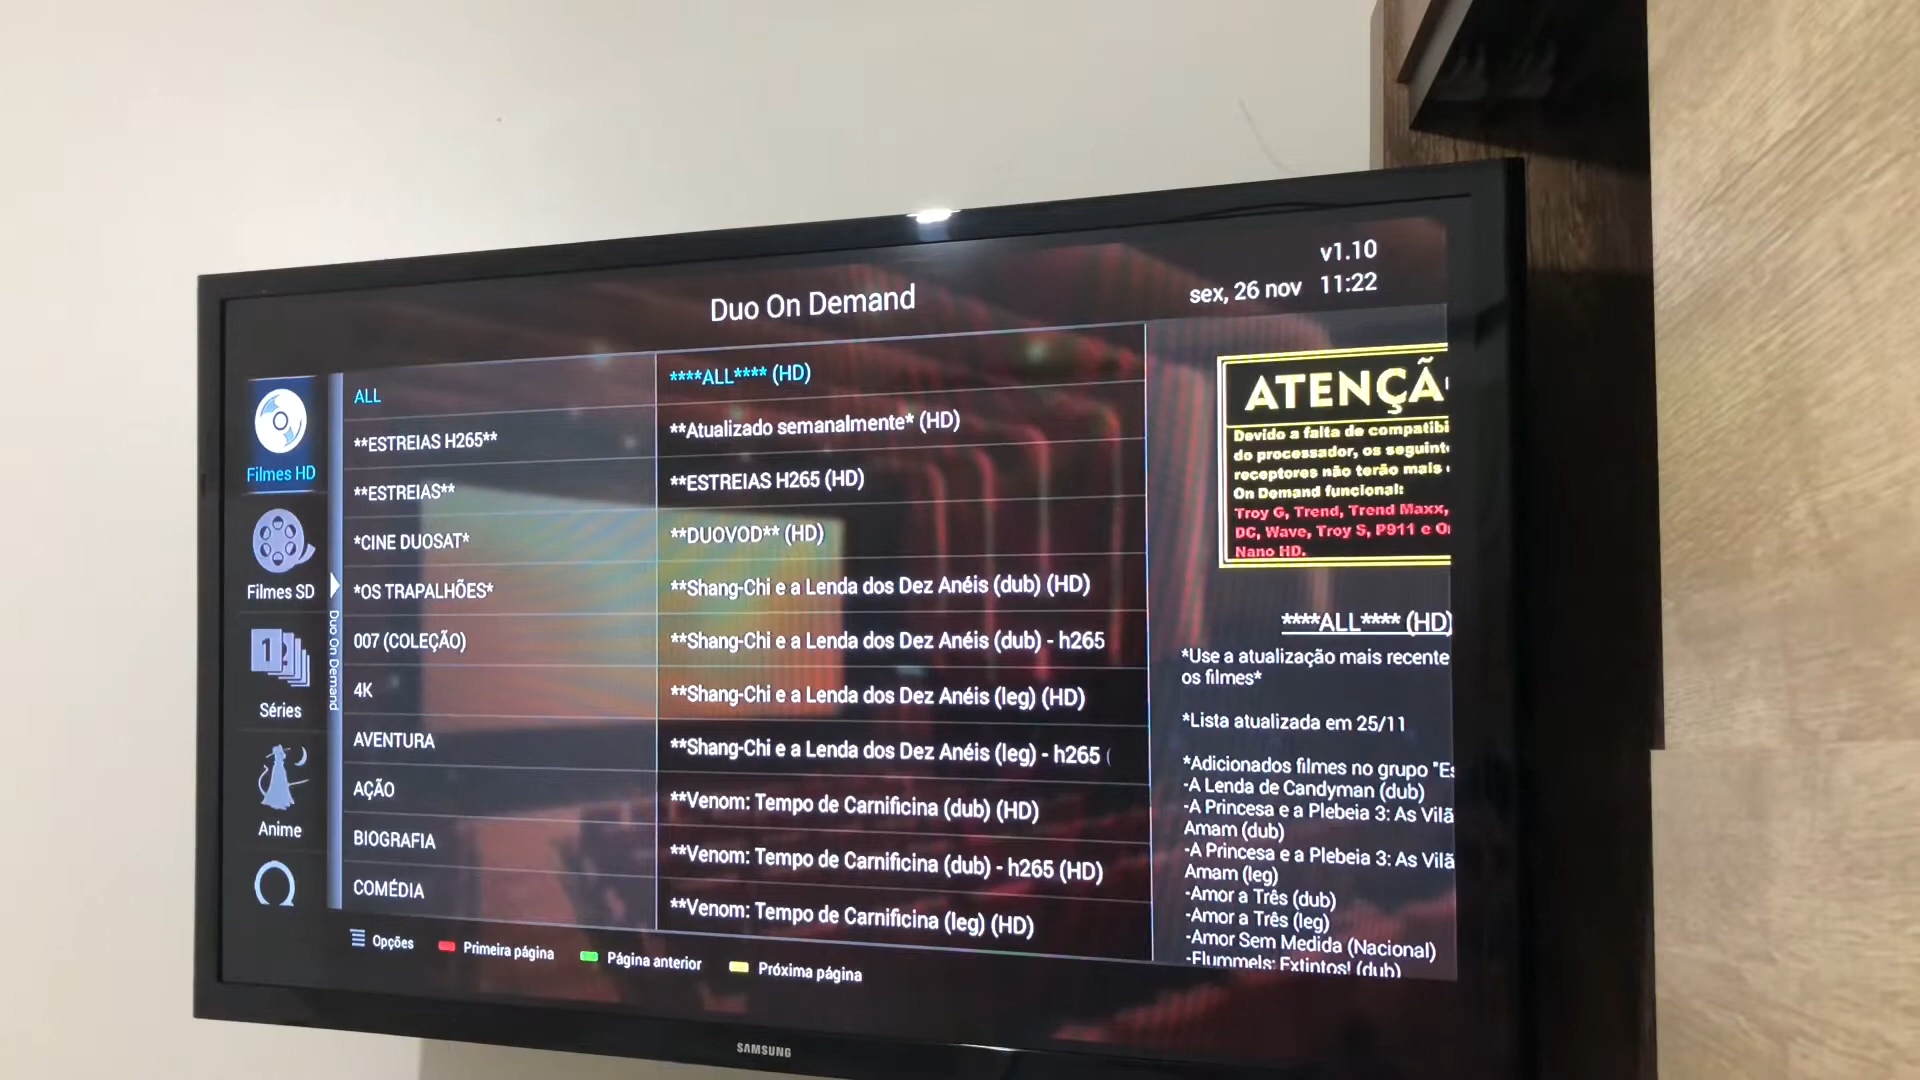 Duo On Demand
v1.10
sex, 26 nov 11:22
Filmes HD
Filmes SD
Séries
Anime
Duo On Demand
ALL
**ESTREIAS H265**
**ESTREIAS**
*CINE DUOSAT*
*OS TRAPALHÕES*
007 (COLEÇÃO)
4K
AVENTURA
AÇÃO
BIOGRAFIA
COMÉDIA
****ALL**** (HD)
**Atualizado semanalmente* (HD)
**ESTREIAS H265 (HD)
**DUOVOD** (HD)
**Shang-Chi e a Lenda dos Dez Anéis (dub) (HD)
**Shang-Chi e a Lenda dos Dez Anéis (dub) - h265
**Shang-Chi e a Lenda dos Dez Anéis (leg) (HD)
**Shang-Chi e a Lenda dos Dez Anéis (leg) - h265 (
**Venom: Tempo de Carnificina (dub) (HD)
**Venom: Tempo de Carnificina (dub) - h265 (HD)
**Venom: Tempo de Carnificina (leg) (HD)
ATENÇÃ
Devido a falta de compatibi
do processador, os seguint
receptores não terão mais
On Demand funcional:
Troy G, Trend, Trend Maxx,
DC, Wave, Troy S, P911 e
Nano HD.
****ALL**** (HD)
*Use a atualização mais recente
os filmes*
*Lista atualizada em 25/11
*Adicionados filmes no grupo "Es
-A Lenda de Candyman (dub)
-A Princesa e a Plebeia 3: As Vilã
Amam (dub)
-A Princesa e a Plebeia 3: As Vilã
Amam (leg)
-Amor a Três (dub)
-Amor a Três (leg)
-Amor Sem Medida (Nacional)
-Flummels: Extintos! (dub)
Opções Primeira página Página anterior Próxima página
SAMSUNG